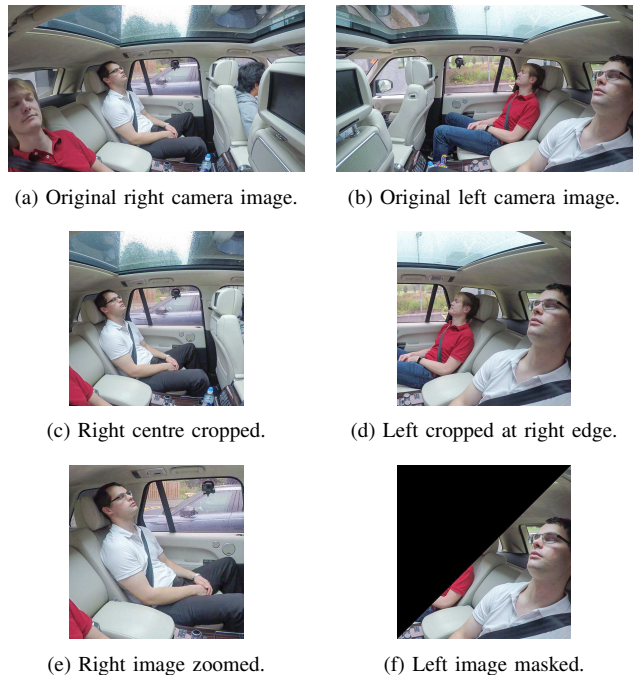 (a) Original right camera image.
(b) Original left camera image.
(c) Right centre cropped.
(d) Left cropped at right edge.
(e) Right image zoomed.
(f) Left image masked.